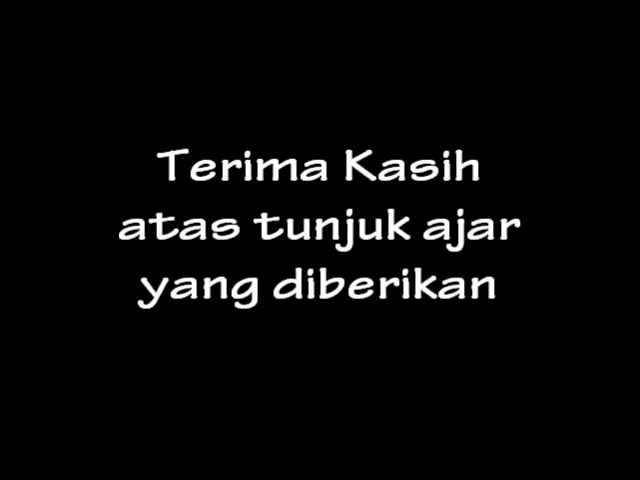 Terima Kasih
atas tunjuk ajar
yang diberikan